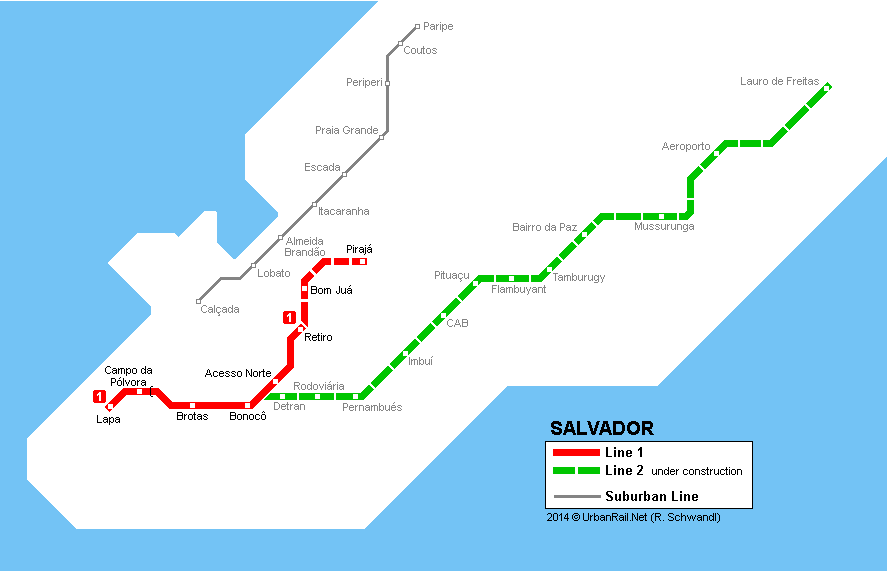 Paripe
Coutos
Periperi
Praia Grande
Escada
Itacaranha
Almeida
Brandão
Lobato
Calçada
Lauro de Freitas
Aeroporto
Mussurunga
Bairro da Paz
Tamburugy
Flambuyant
Pituaçu
CAB
Imbuí
Pernambués
Rodoviária
Detran
Pirajá
Bom Juá
1
Retiro
Acesso Norte
Bonocô
Brotas
Campo da
Pólvora
1
Lapa
SALVADOR
Line 1
Line 2 under construction
Suburban Line
2014 © UrbanRail.Net (R. Schwandl)